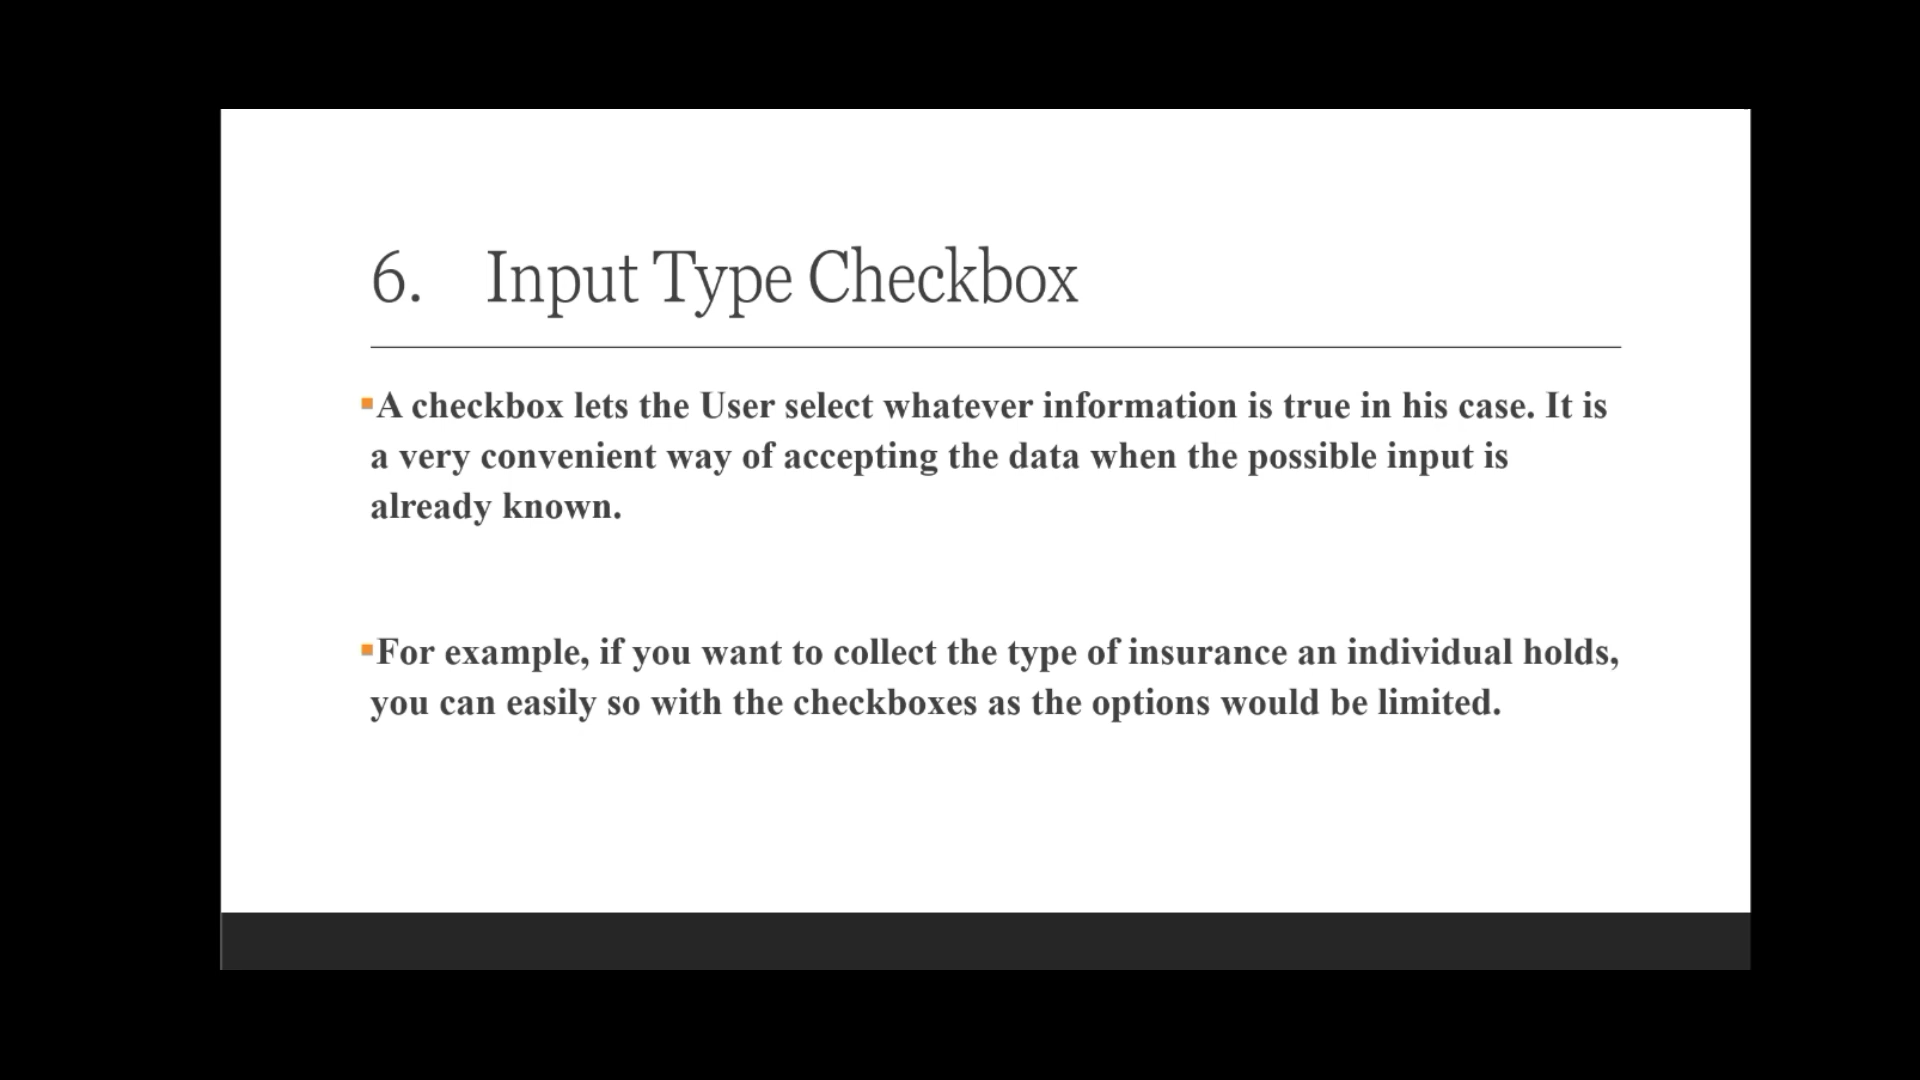 6. Input Type Checkbox
▪A checkbox lets the User select whatever information is true in his case. It is
a very convenient way of accepting the data when the possible input is
already known.
▪For example, if you want to collect the type of insurance an individual holds,
you can easily so with the checkboxes as the options would be limited.